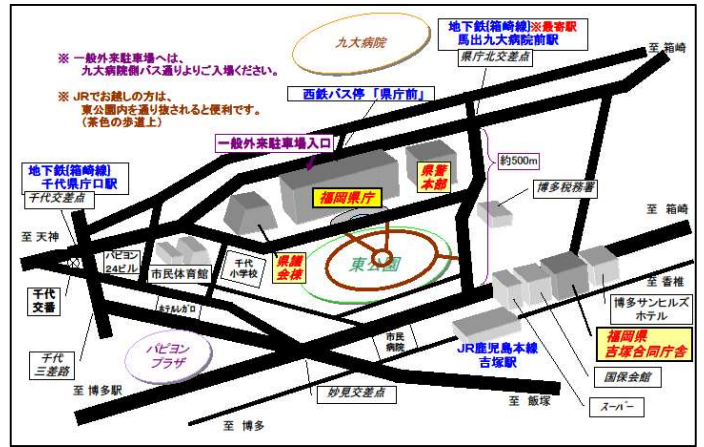 九大病院
地下鉄{箱崎線}※最寄駅
馬出九大病院前駅
県庁北交差点
至 箱崎
※ 一般外来駐車場へは、
九大病院側バス通りよりご入場ください。
※ JRでお越しの方は、
東公園内を通り抜されると便利です。
(茶色の歩道上)
西鉄バス停 「県庁前」
一般外来駐車場入口
県警
本部
約500m
地下鉄{箱崎線}
千代県庁口駅
千代交差点
福岡県庁
博多税務署
至 天神
至 箱崎
パピヨン
24ビル
市民体育館
千代
小学校
県議
会棟
東公園
至 香椎
千代
交番
ホテルレガロ
博多サンヒルズ
ホテル
千代
三差路
パピヨン
プラザ
市民
病院
JR鹿児島本線
吉塚駅
福岡県
吉塚合同庁舎
国保会館
至 博多駅
妙見交差点
至 飯塚
スーパー
至 博多